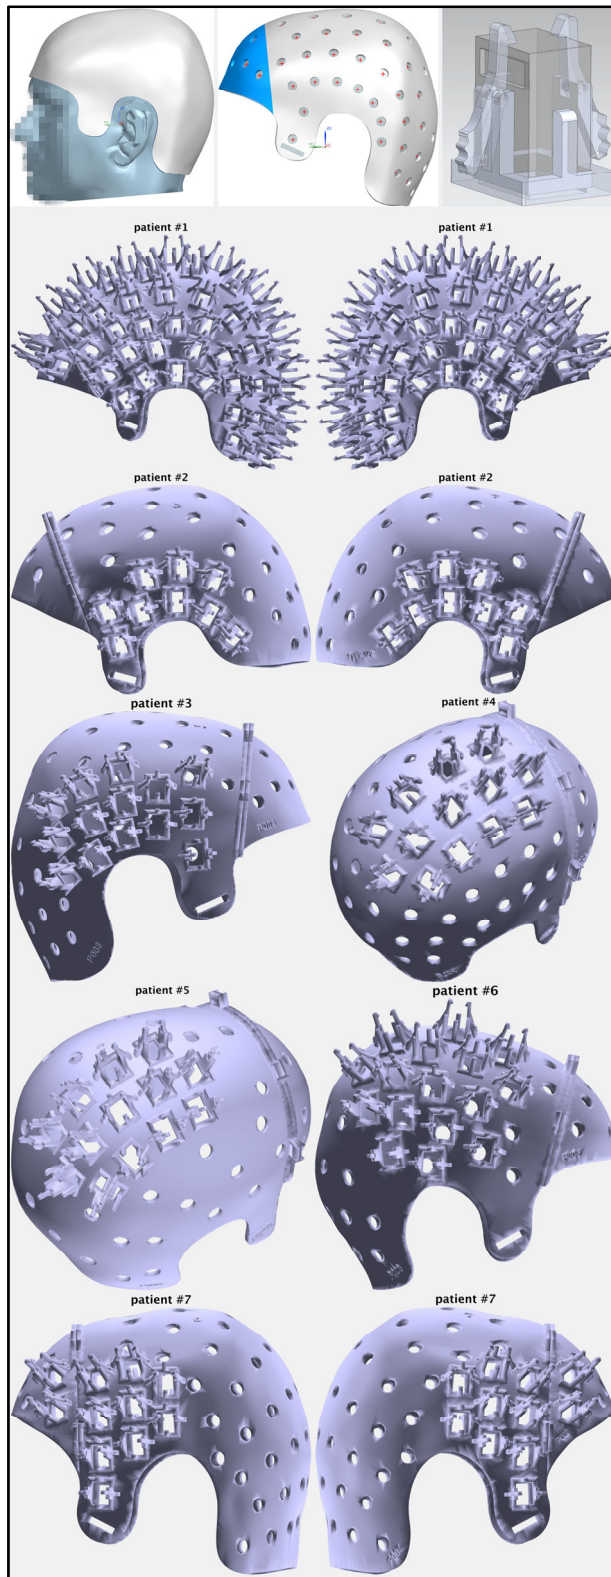 patient #1 patient #1
patient #2 patient #2
patient #3 patient #4
P003
patient #5 patient #6
patient #7 patient #7